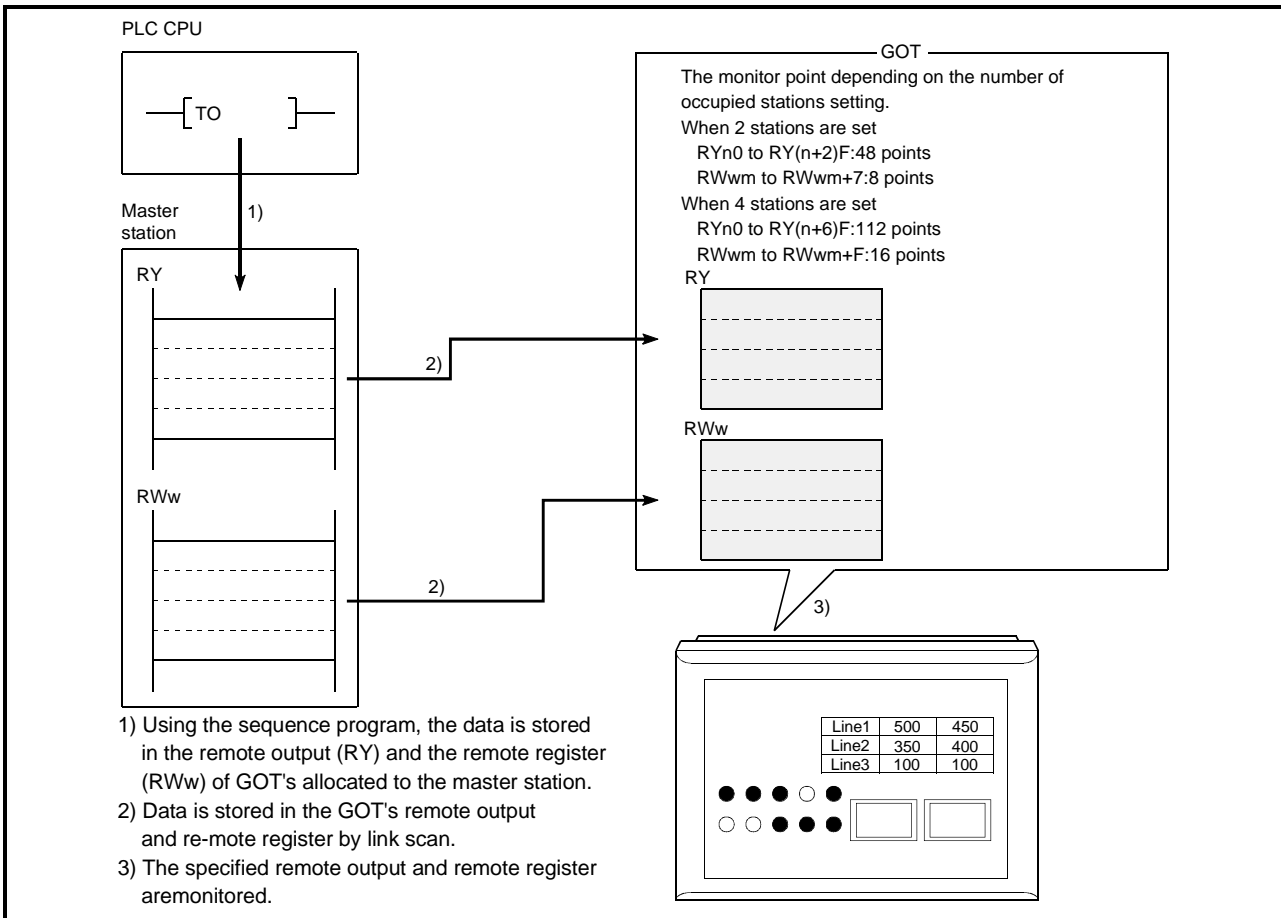 PLC CPU
TO
Master
station
1)
RY
2)
RWw
2)
GOT
The monitor point depending on the number of
occupied stations setting.
When 2 stations are set
RYn0 to RY(n+2)F:48 points
RWwm to RWwm+7:8 points
When 4 stations are set
RYn0 to RY(n+6)F:112 points
RWwm to RWwm+F:16 points
RY
RWw
3)
Line1 500 450
Line2 350 400
Line3 100 100
1) Using the sequence program, the data is stored
in the remote output (RY) and the remote register
(RWw) of GOT's allocated to the master station.
2) Data is stored in the GOT's remote output
and re-mote register by link scan.
3) The specified remote output and remote register
aremonitored.